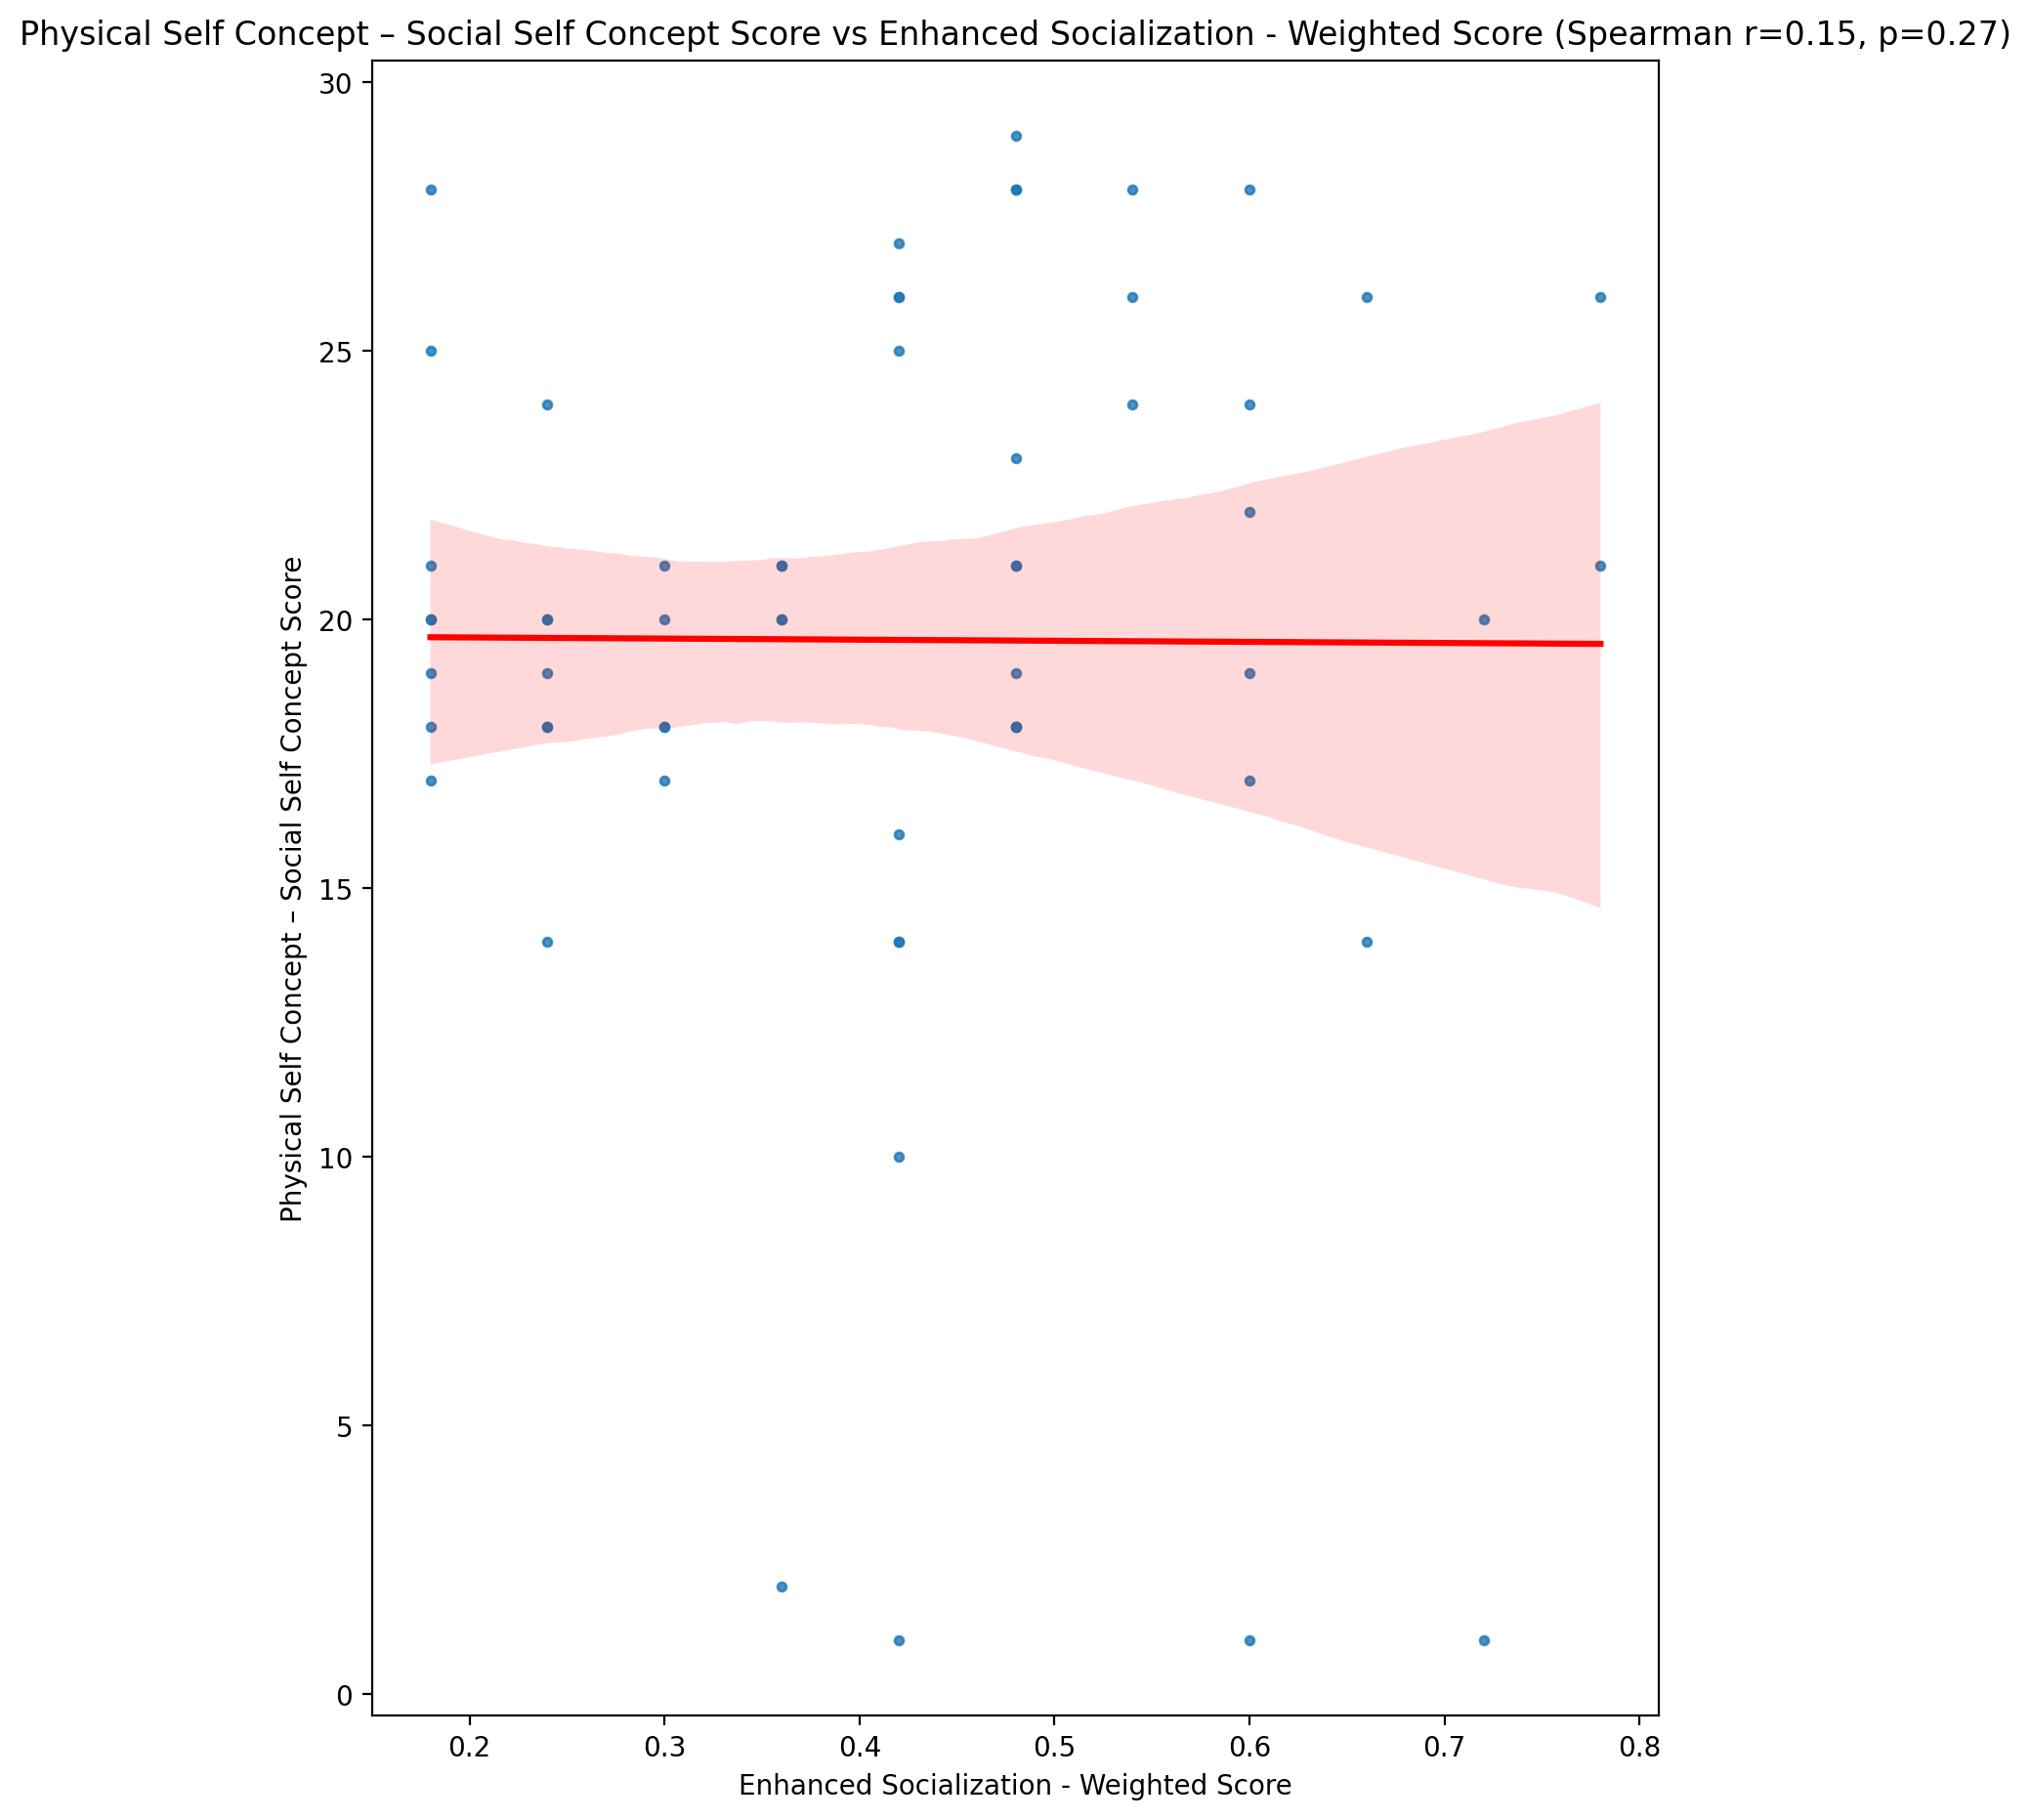 Physical Self Concept – Social Self Concept Score vs Enhanced Socialization - Weighted Score (Spearman r=0.15, p=0.27)
Physical Self Concept – Social Self Concept Score
30
25
20
15
10
5
0
0.2 0.3 0.4 0.5 0.6 0.7 0.8
Enhanced Socialization - Weighted Score